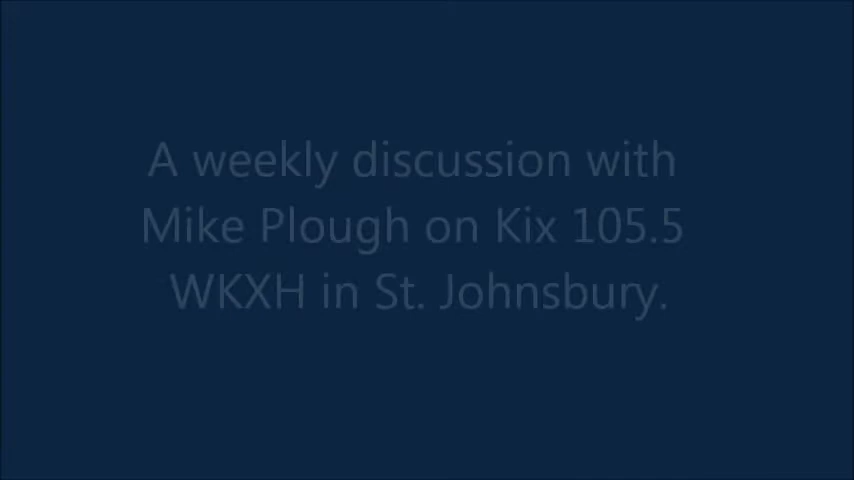 A weekly discussion with
Mike Plough on Kix 105.5
WKXH in St. Johnsbury.